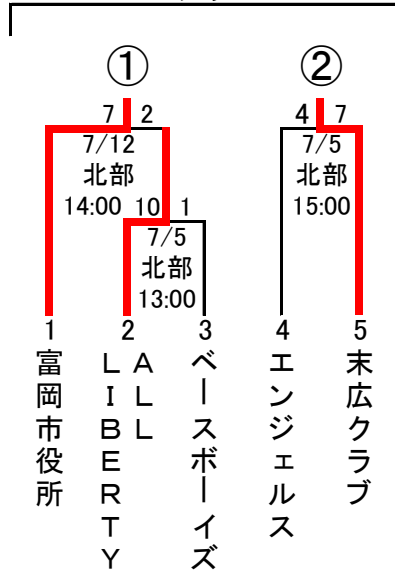 ① ②
7 2
7/12
北部
14:00
4 7
7/5
北部
15:00
10 1
7/5
北部
13:00
1 2 3 4 5
富岡市役所
ALL
LIBERTY
ベースボーイズ
エンジェルス
末広クラブ